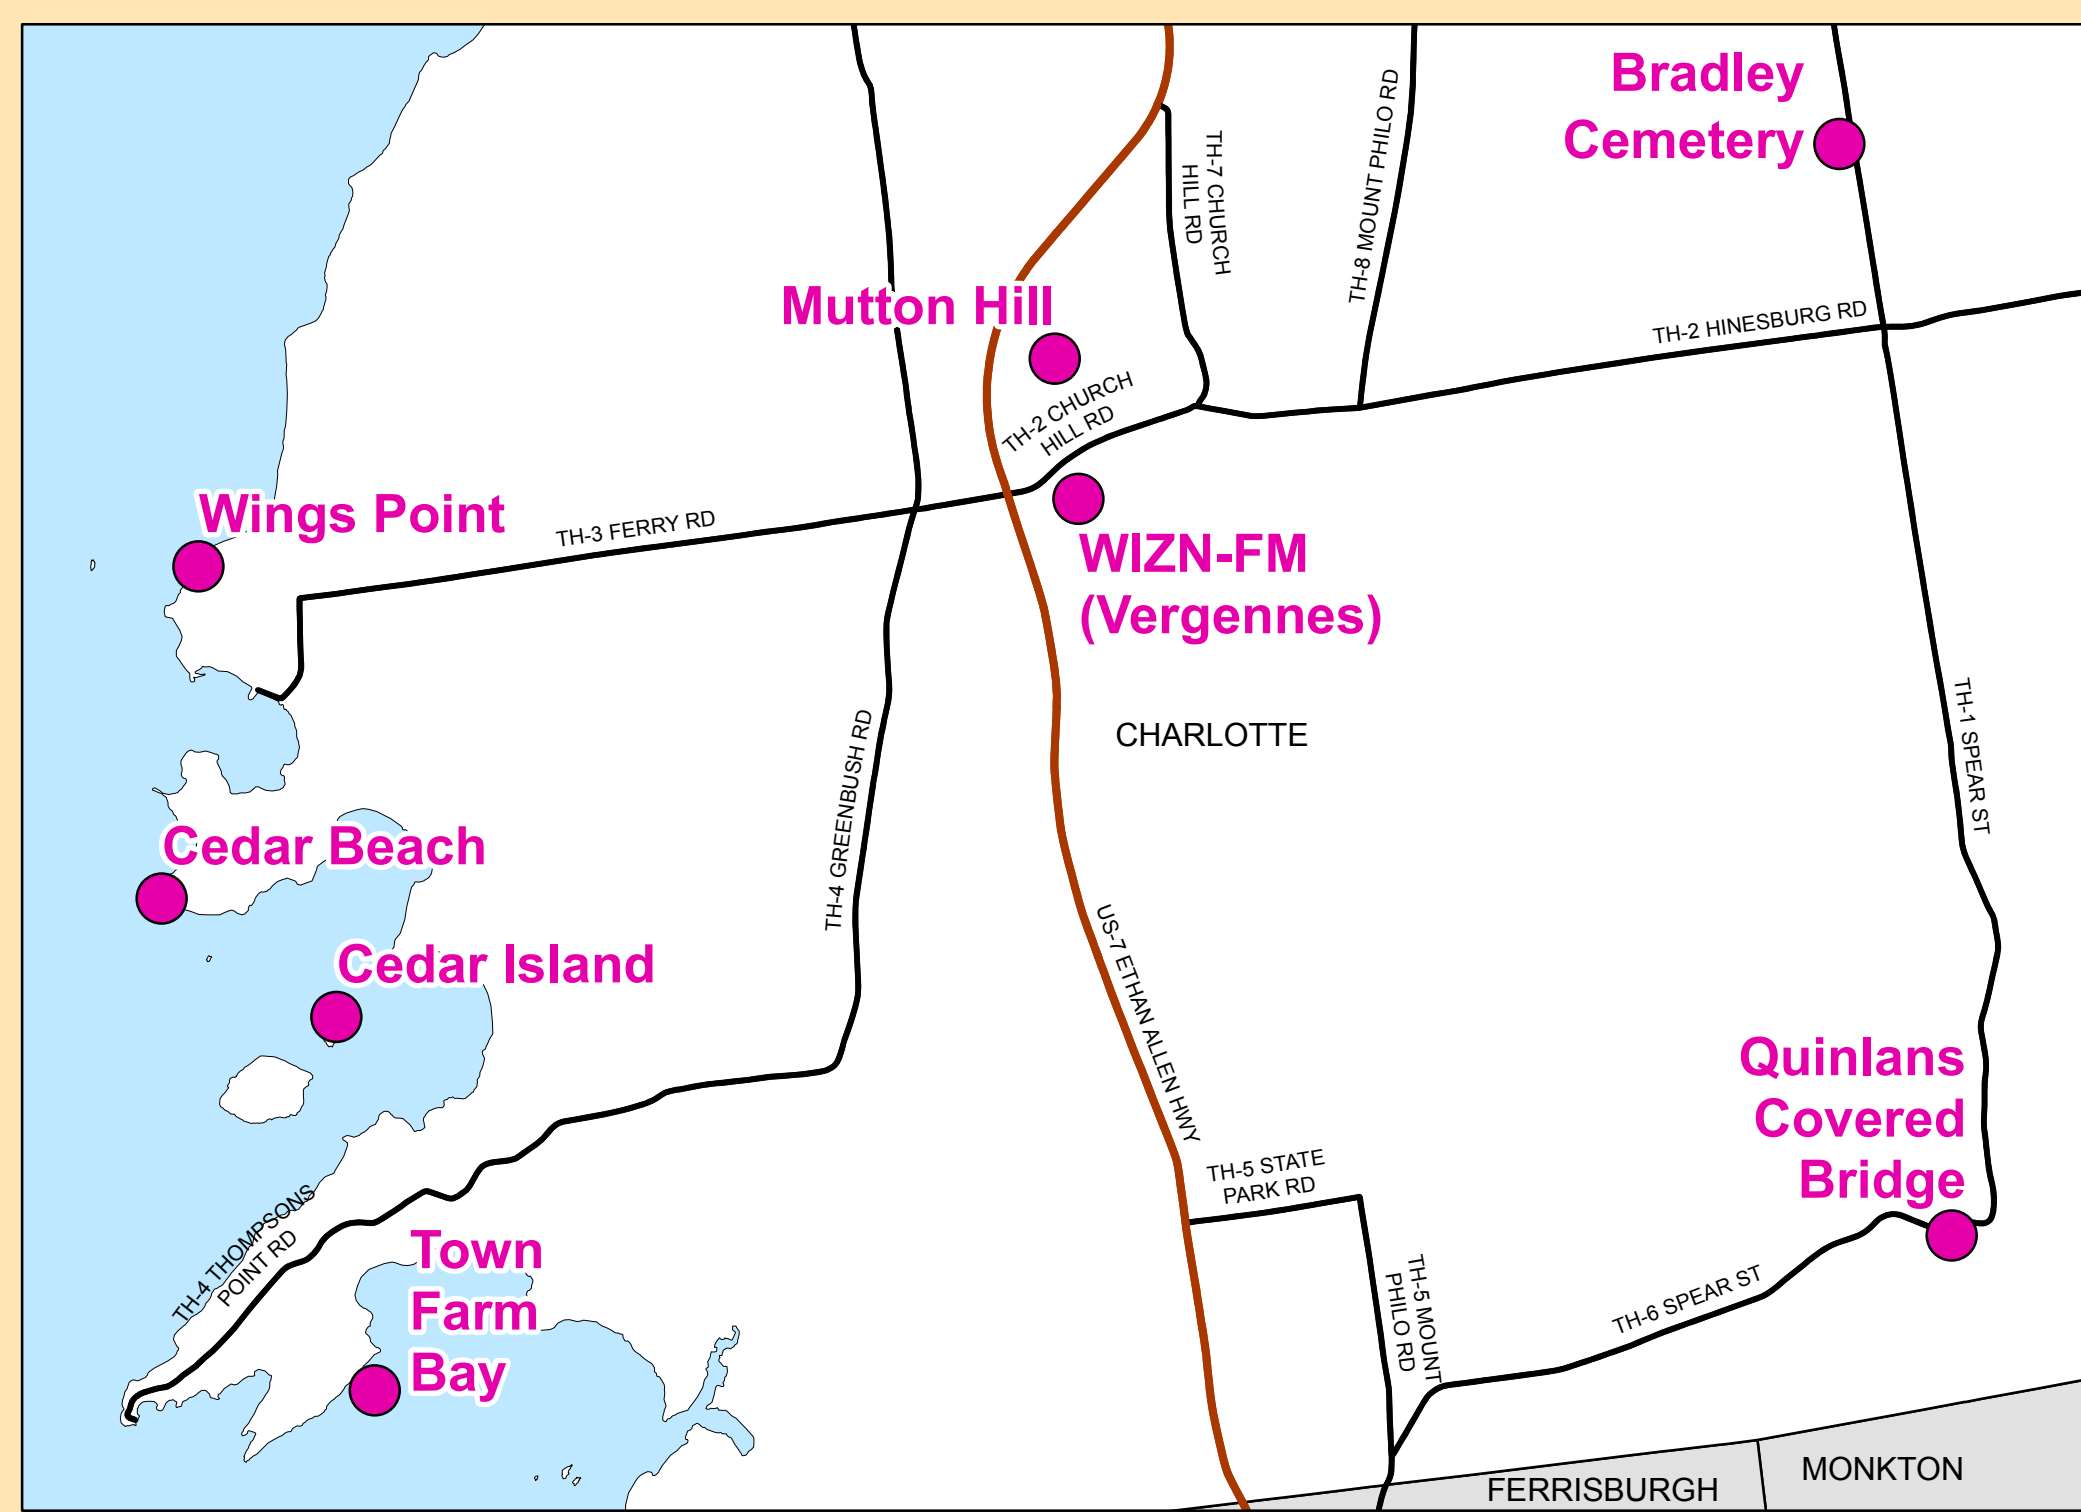 Bradley
Cemetery
TH-8 MOUNT PHILO RD
TH-7 CHURCH
HILL RD
Mutton Hill
TH-2 HINESBURG RD
TH-2 CHURCH
HILL RD
Wings Point
TH-3 FERRY RD
WIZN-FM
(Vergennes)
CHARLOTTE
TH-1 SPEAR ST
TH-4 GREENBUSH RD
Cedar Beach
Cedar Island
US-7 ETHAN ALLEN HWY
Quinlans
Covered
Bridge
TH-5 STATE
PARK RD
TH-4 THOMPSONS
POINT RD
Town
Farm
Bay
TH-5 MOUNT
PHILO RD
TH-6 SPEAR ST
FERRISBURGH
MONKTON